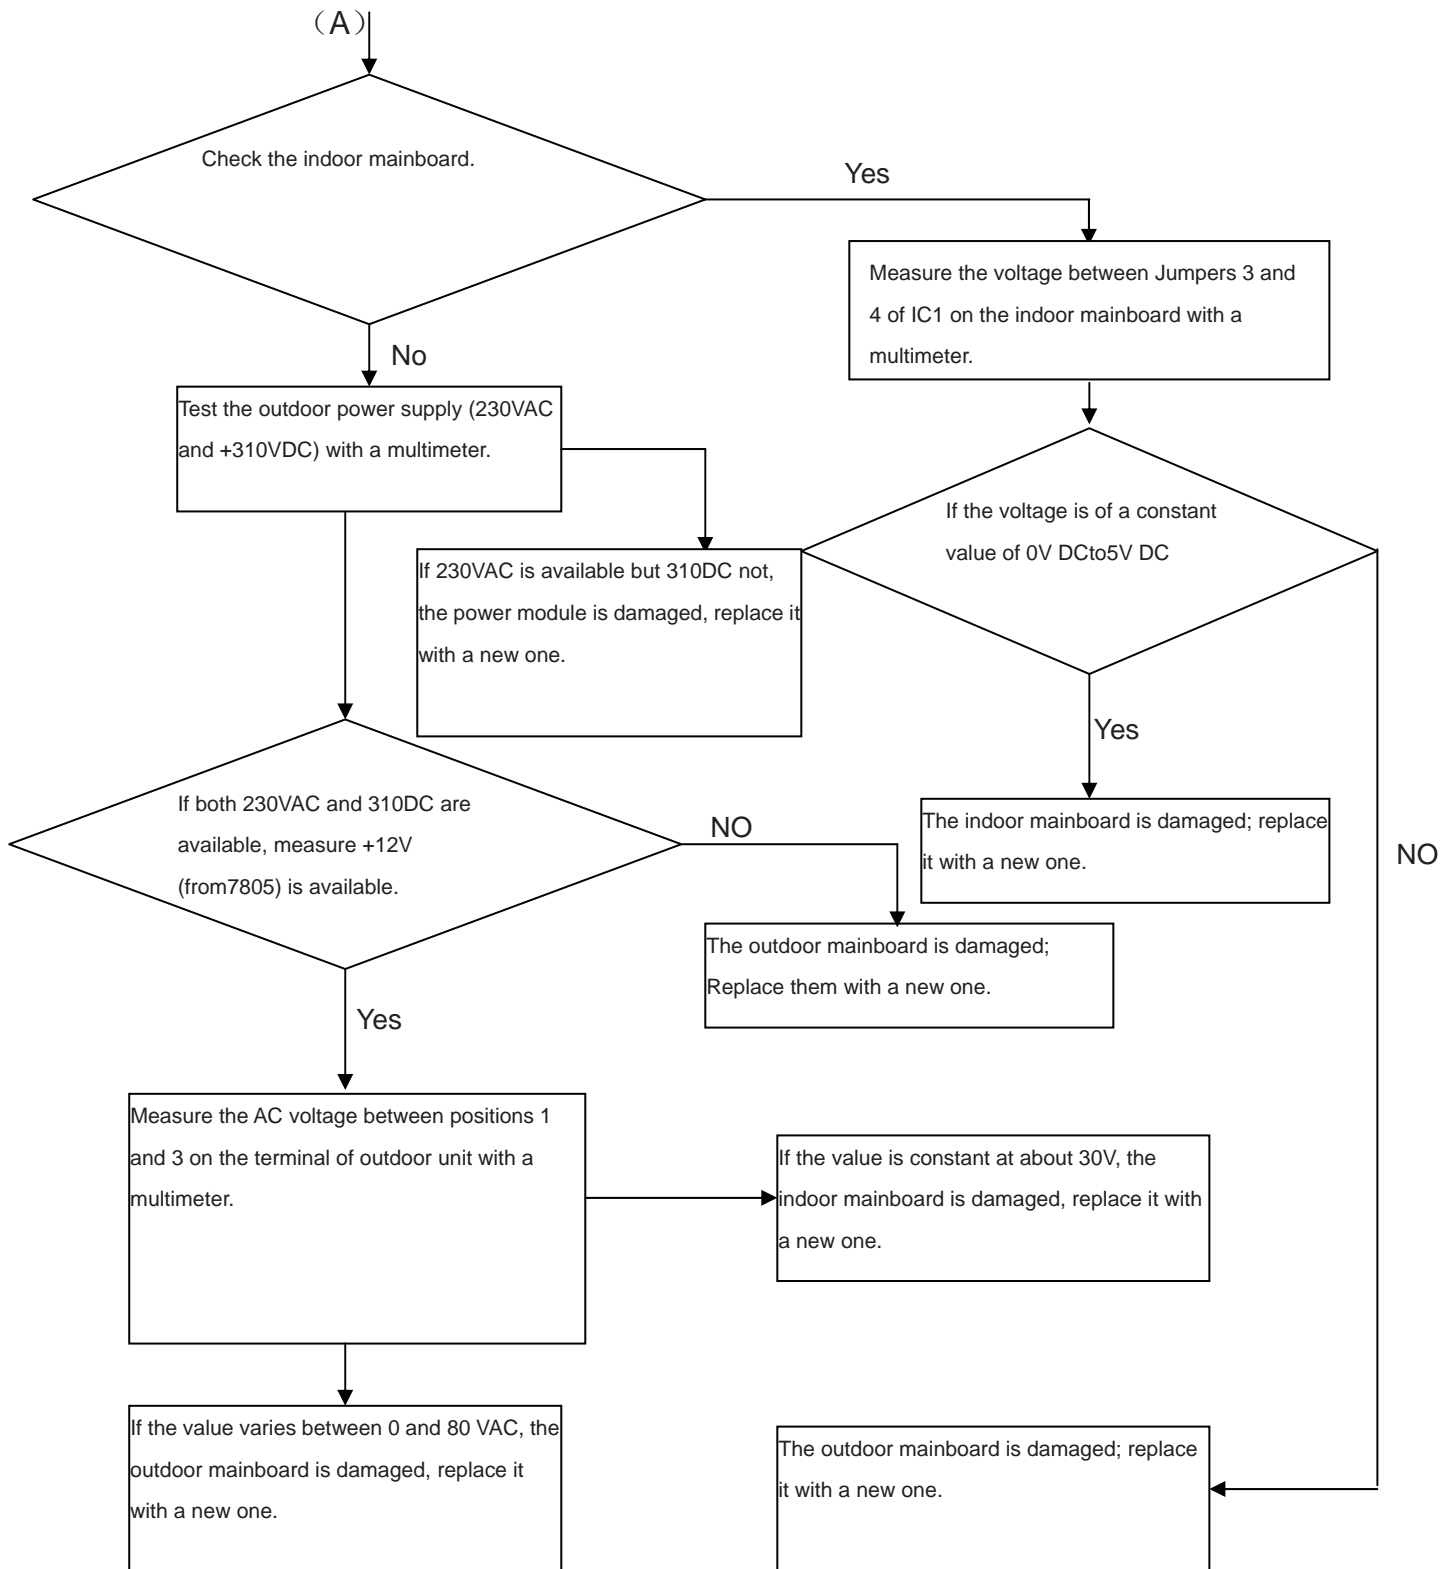 （A）
Check the indoor mainboard.
Yes
Measure the voltage between Jumpers 3 and
4 of IC1 on the indoor mainboard with a
multimeter.
No
Test the outdoor power supply (230VAC
and +310VDC) with a multimeter.
If the voltage is of a constant
value of 0V DCto5V DC
If 230VAC is available but 310DC not,
the power module is damaged, replace it
with a new one.
Yes
If both 230VAC and 310DC are
available, measure +12V
(from7805) is available.
NO
The indoor mainboard is damaged; replace
it with a new one.
NO
The outdoor mainboard is damaged;
Replace them with a new one.
Yes
Measure the AC voltage between positions 1
and 3 on the terminal of outdoor unit with a
multimeter.
If the value is constant at about 30V, the
indoor mainboard is damaged, replace it with
a new one.
If the value varies between 0 and 80 VAC, the
outdoor mainboard is damaged, replace it
with a new one.
The outdoor mainboard is damaged; replace
it with a new one.